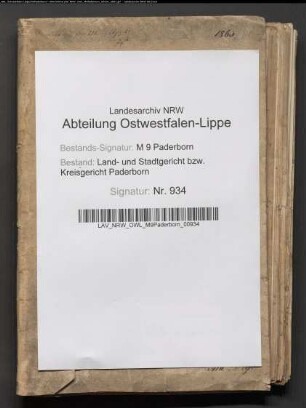 1860.
Landesarchiv NRW
Abteilung Ostwestfalen-Lippe
Bestands-Signatur: M 9 Paderborn
Bestand: Land- und Stadtgericht bzw.
Kreisgericht Paderborn
Signatur: Nr. 934
LAV_NRW_OWL_M9Paderborn_00934